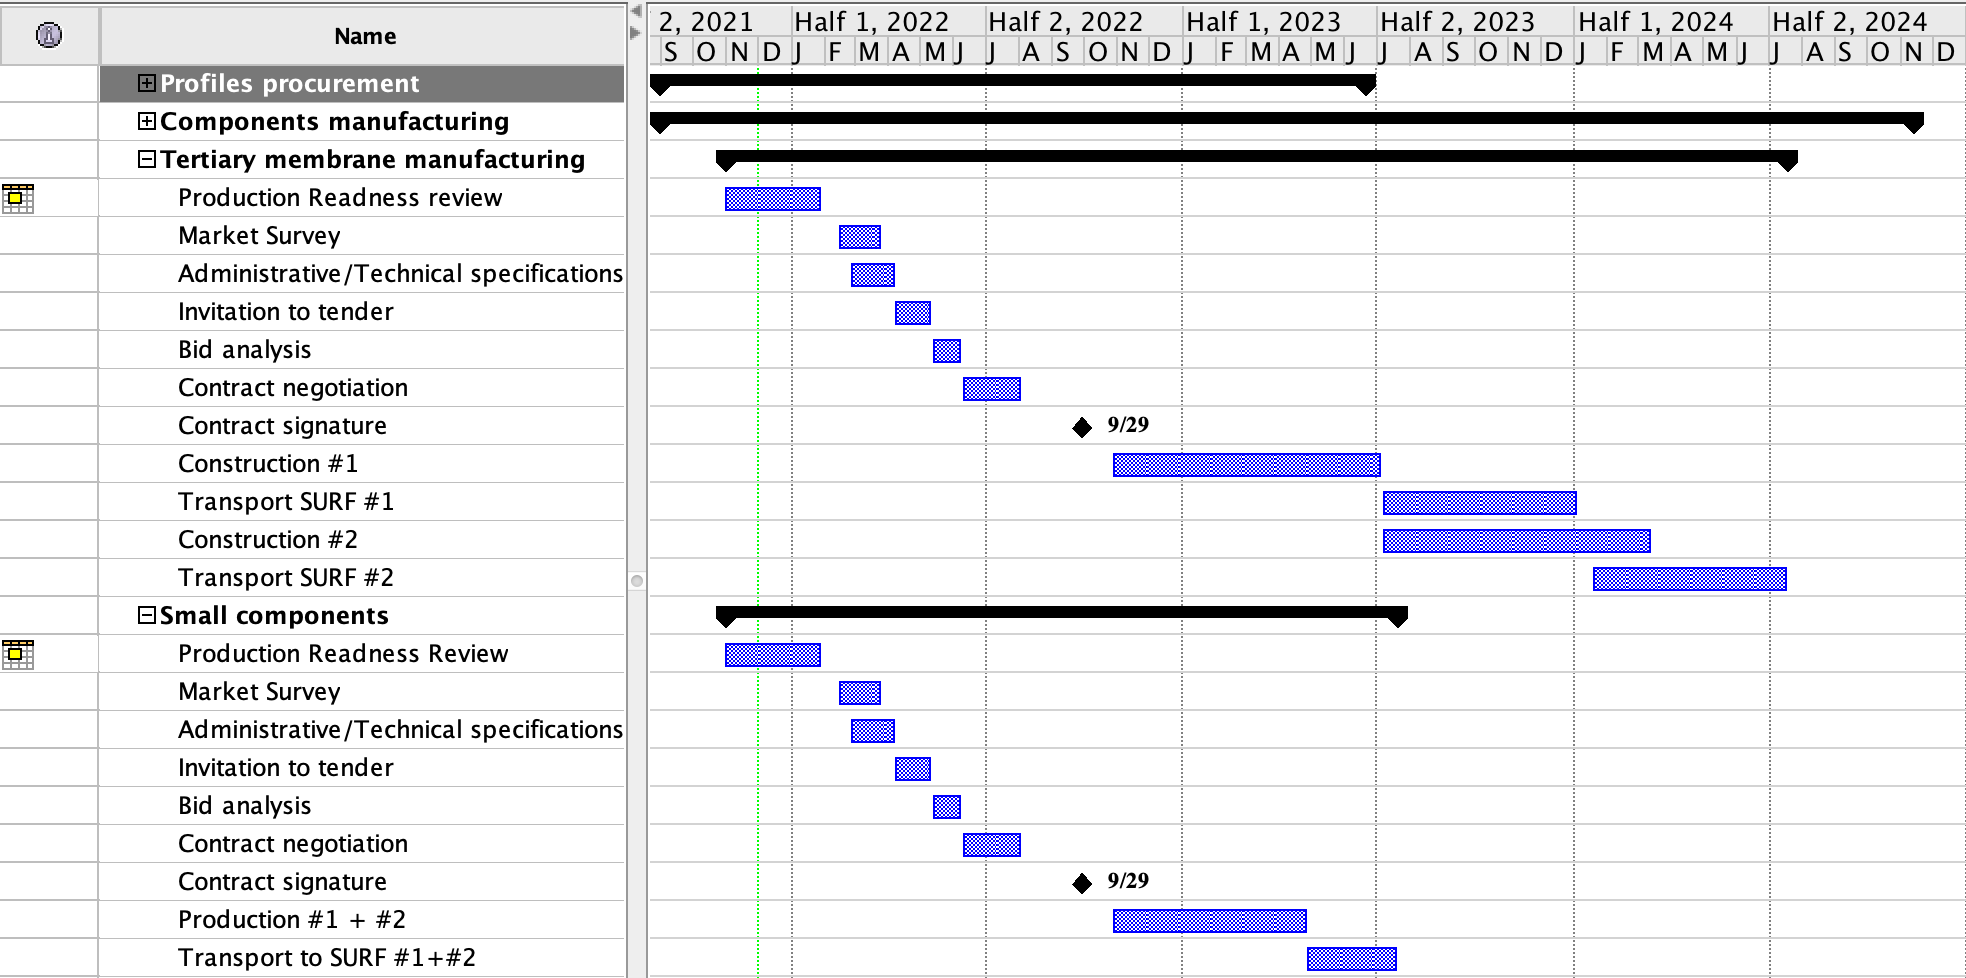 2, 2021 Half 1, 2022 Half 2, 2022 Half 1, 2023 Half 2, 2023 Half 1, 2024 Half 2, 2024
Name
S O N D J F M A M J J A S O N D J F M A M J J A S O N D J F M A M J J A S O N D
Profiles procurement
Components manufacturing
Tertiary membrane manufacturing
Production Readness review
Market Survey
Administrative/Technical specifications
Invitation to tender
Bid analysis
Contract negotiation
Contract signature 9/29
Construction #1
Transport SURF #1
Construction #2
Transport SURF #2
Small components
Production Readness Review
Market Survey
Administrative/Technical specifications
Invitation to tender
Bid analysis
Contract negotiation
Contract signature 9/29
Production #1 + #2
Transport to SURF #1+#2